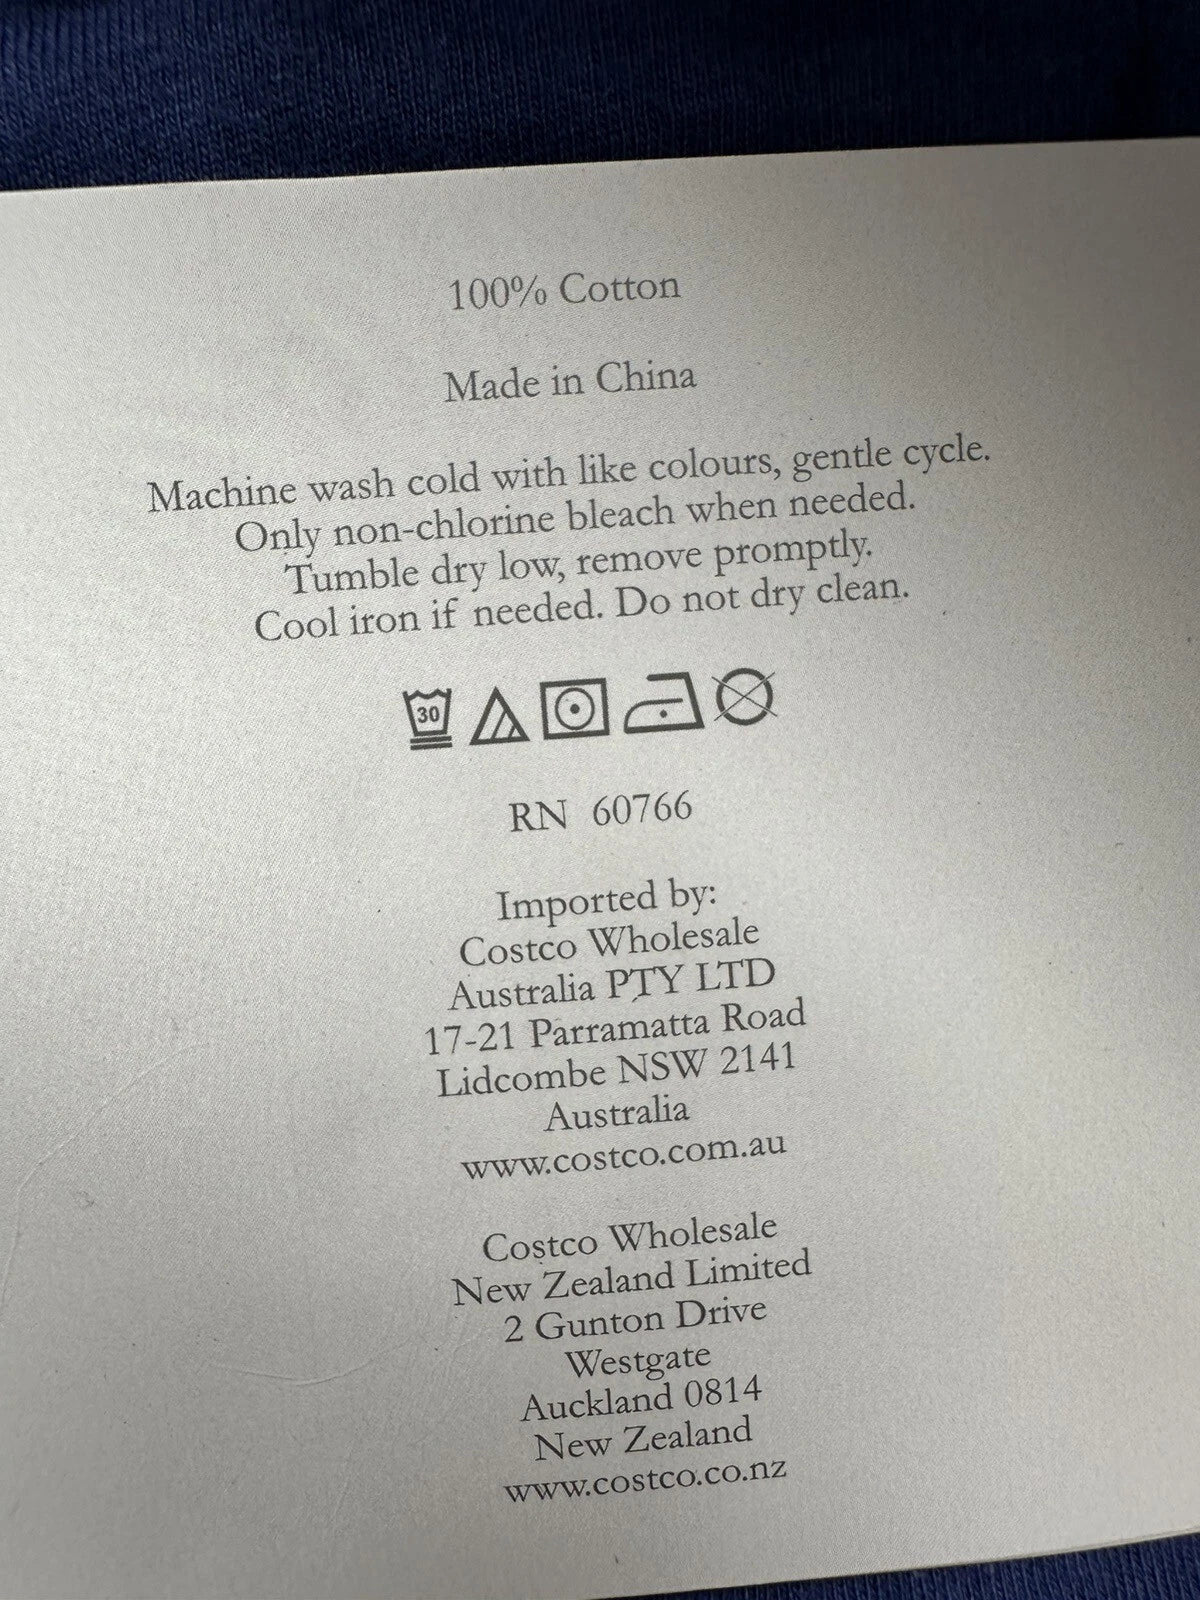 100% Cotton
Made in China
Machine wash cold with like colours, gentle cycle.
Only non-chlorine bleach when needed.
Tumble dry low, remove promptly.
Cool iron if needed. Do not dry clean.
30
RN 60766
Imported by:
Costco Wholesale
Australia PTY LTD
17-21 Parramatta Road
Lidcombe NSW 2141
Australia
www.costco.com.au
Costco Wholesale
New Zealand Limited
2 Gunton Drive
Westgate
Auckland 0814
New Zealand
www.costco.co.nz